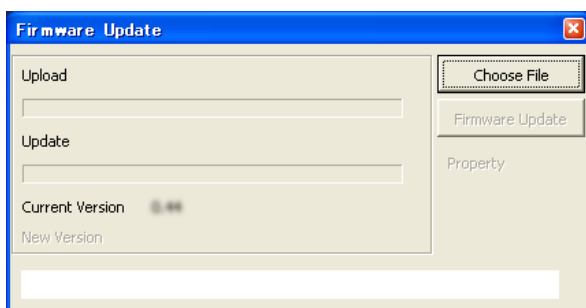 Firmware Update
Upload
Choose File
Firmware Update
Update
Property
Current Version
New Version